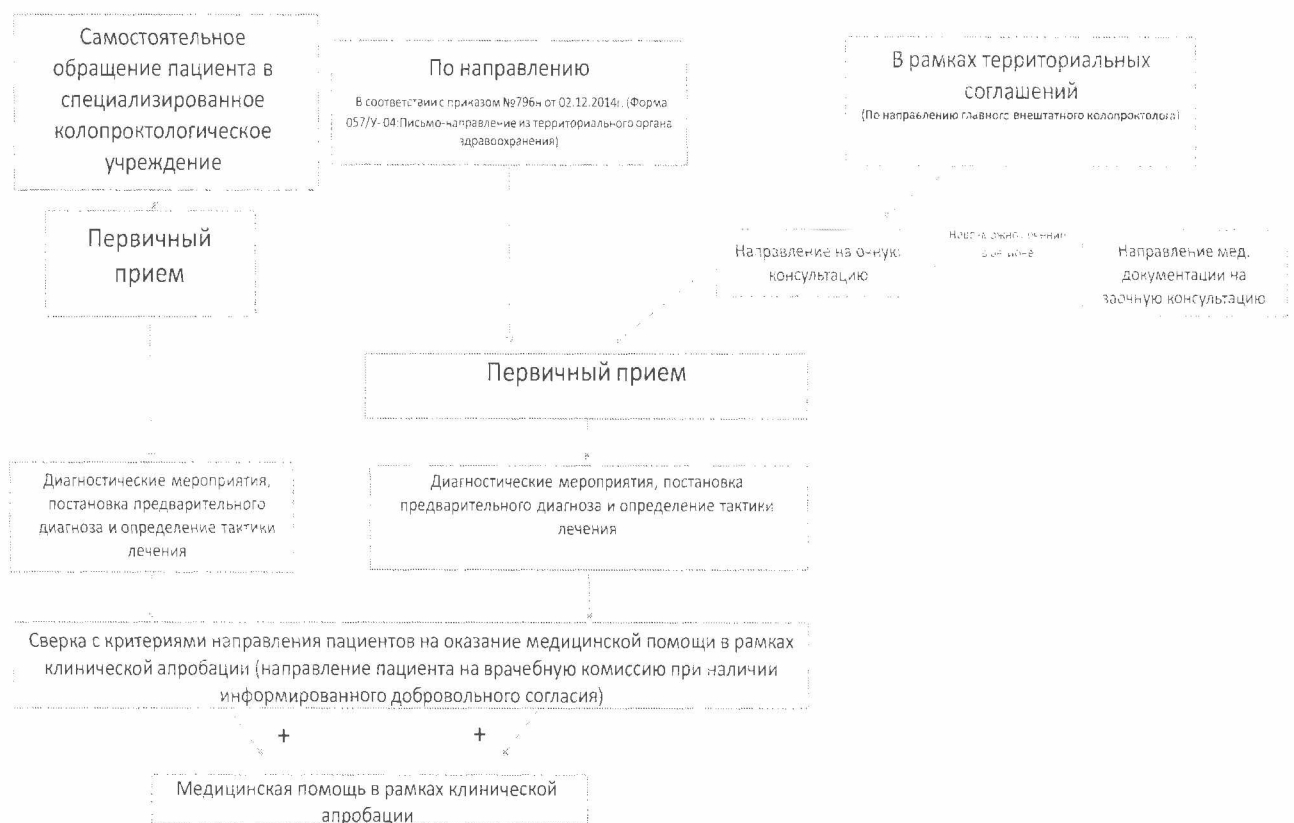 Самостоятельное
обращение пациента в
специализированное
колопроктологическое
учреждение
По направлению
В соответствии с приказом №796н от 02.12.2014г. (Форма
057/У-04:Письмо-направление из территориального органа
здравоохранения)
В рамках территориальных
соглашений
(По направлению главного внештатного колопроктолога)
Первичный
прием
Направление на очную
консультацию
Направление мед.
документации на
заочную консультацию
Первичный прием
Диагностические мероприятия,
постановка предварительного
диагноза и определение тактики
лечения
Диагностические мероприятия, постановка
предварительного диагноза и определение тактики
лечения
Сверка с критериями направления пациентов на оказание медицинской помощи в рамках
клинической апробации (направление пациента на врачебную комиссию при наличии
информированного добровольного согласия)
+ +
Медицинская помощь в рамках клинической
апробации